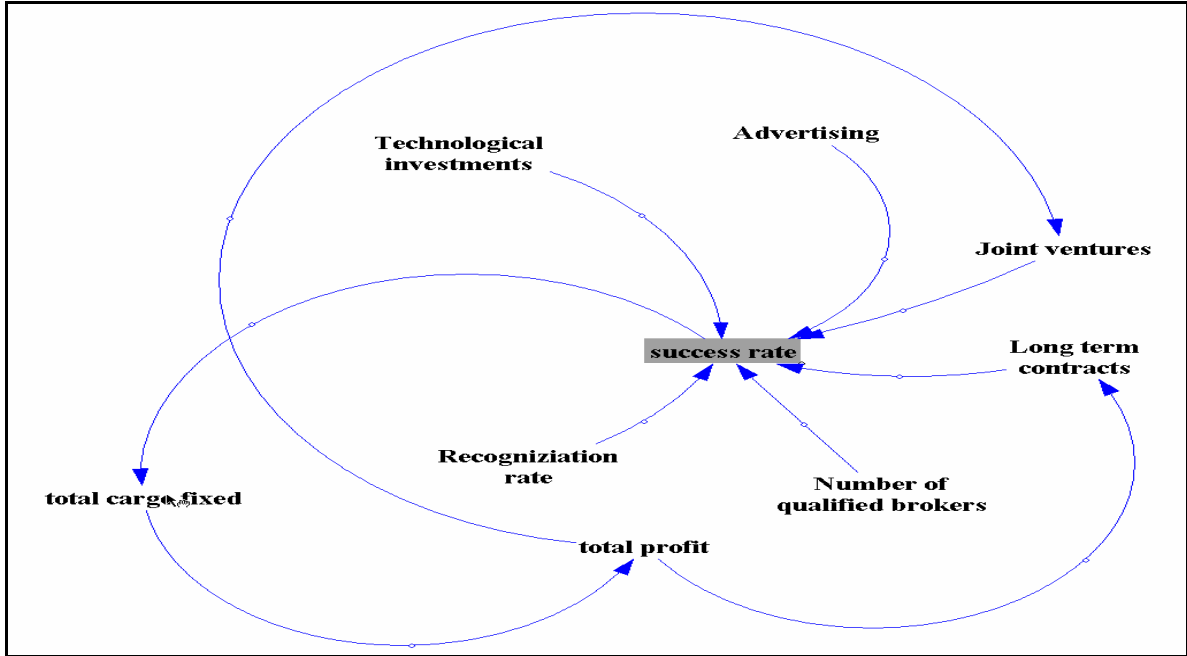 Advertising
Technological
investments
Joint ventures
success rate
Long term
contracts
Recogniziation
rate
Number of
qualified brokers
total cargo fixed
total profit